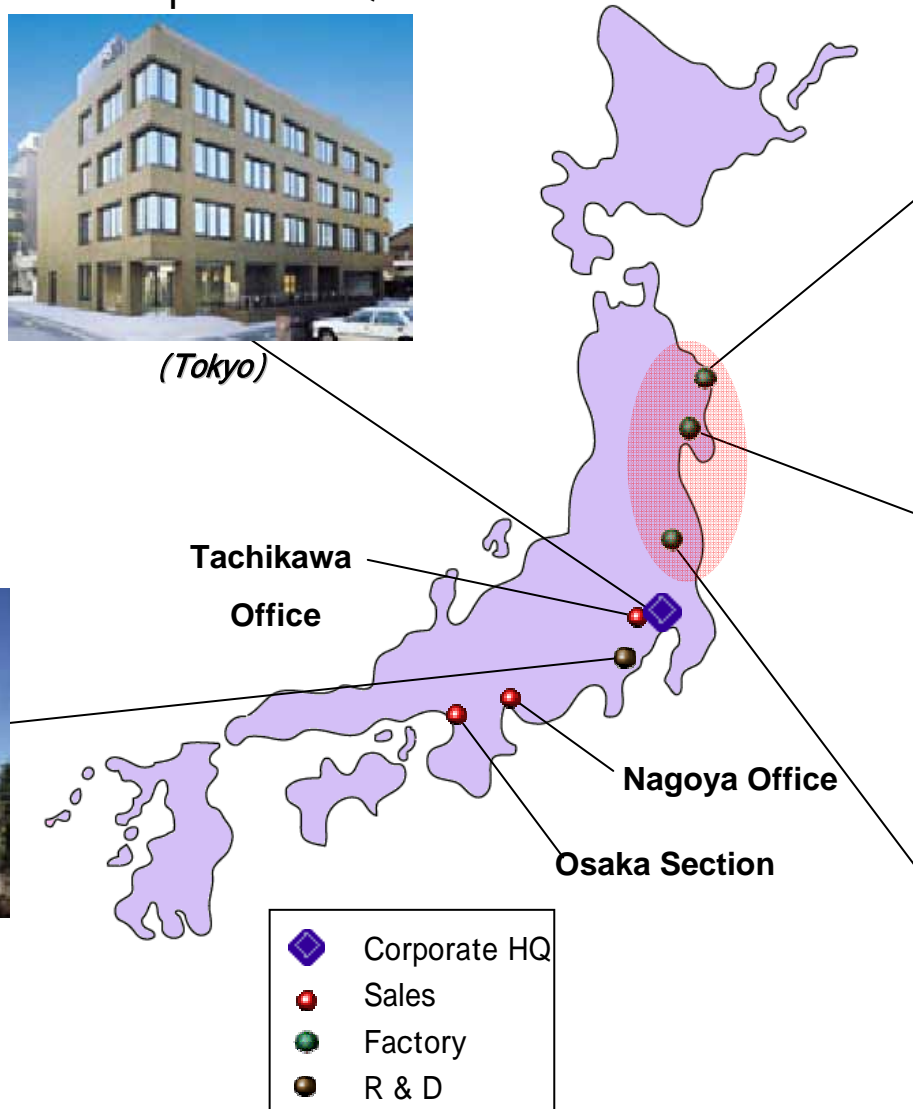 (Tokyo)
Tachikawa
Office
Nagoya Office
Osaka Section
Corporate HQ
Sales
Factory
R & D